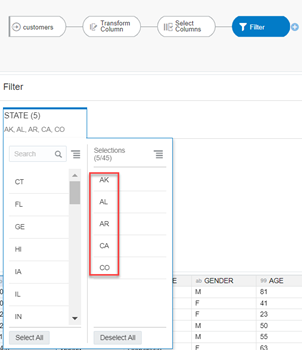 customers
Transform
Column
Select
Columns
Filter
Filter
STATE (5)
AK, AL, AR, CA, CO
Search
Selections
(5/45)
CT
FL
GE
HI
IA
IL
IN
AK
AL
AR
CA
CO
Select All
Deselect All
GENDER
AGE
M
81
F
41
F
23
M
50
M
55
F
63